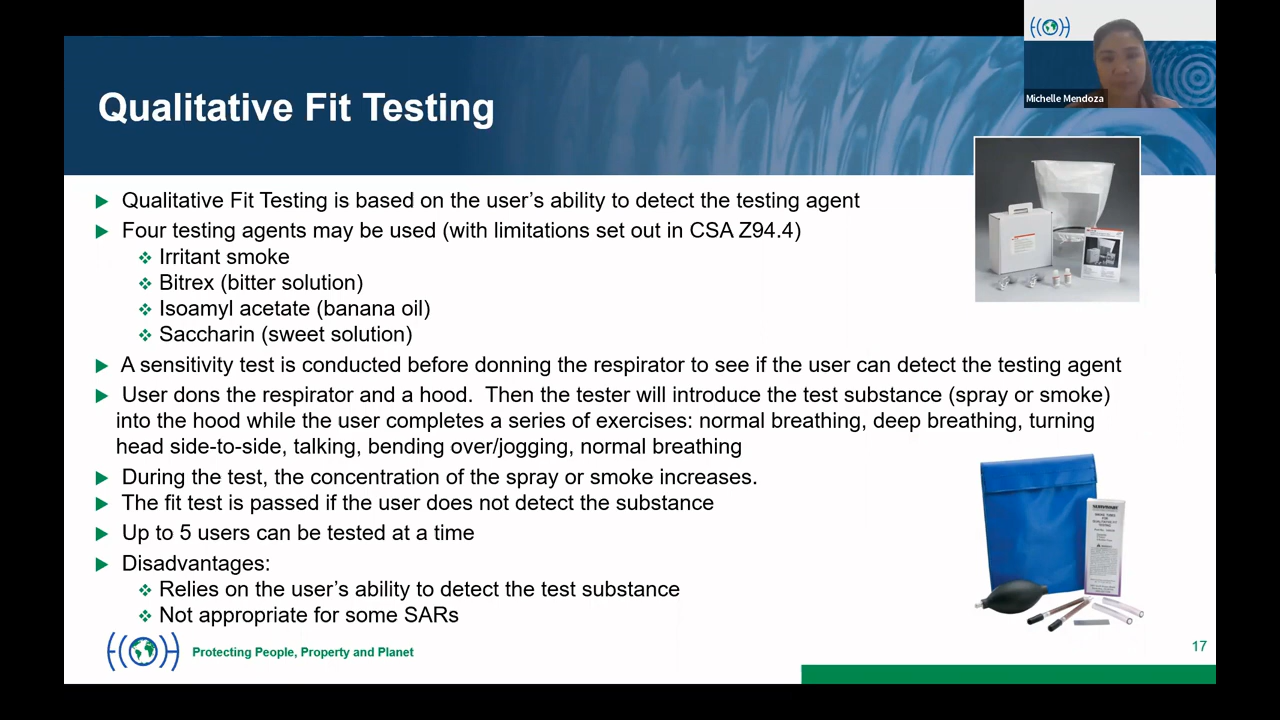 Michelle Mendoza
Qualitative Fit Testing
Qualitative Fit Testing is based on the user’s ability to detect the testing agent
Four testing agents may be used (with limitations set out in CSA Z94.4)
Irritant smoke
Bitrex (bitter solution)
Isoamyl acetate (banana oil)
Saccharin (sweet solution)
A sensitivity test is conducted before donning the respirator to see if the user can detect the testing agent
User dons the respirator and a hood. Then the tester will introduce the test substance (spray or smoke)
into the hood while the user completes a series of exercises: normal breathing, deep breathing, turning
head side-to-side, talking, bending over/jogging, normal breathing
During the test, the concentration of the spray or smoke increases.
The fit test is passed if the user does not detect the substance
Up to 5 users can be tested at a time
Disadvantages:
Relies on the user’s ability to detect the test substance
Not appropriate for some SARs
Protecting People, Property and Planet
17